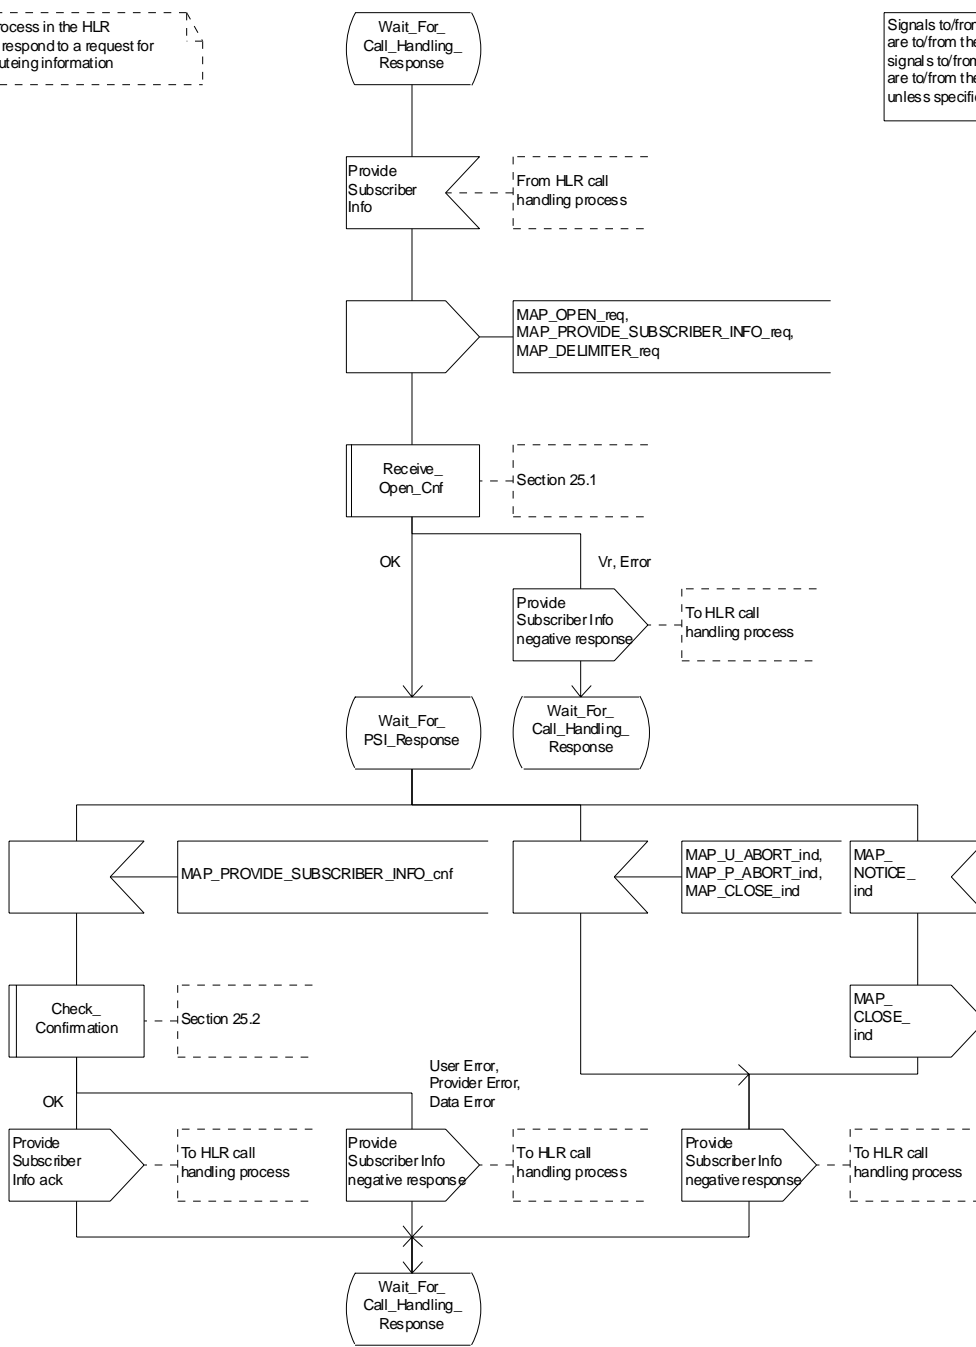 rocess in the HLR
respond to a request for
uteing information
Wait_For_
Call_Handling_
Response
Signals to/from
are to/from the
signals to/from
are to/from the
unless specifie
Provide
Subscriber
Info
From HLR call
handling process
MAP_OPEN_req,
MAP_PROVIDE_SUBSCRIBER_INFO_req,
MAP_DELIMITER_req
Receive_
Open_Cnf
Section 25.1
OK
Vr, Error
Provide
Subscriber Info
negative response
To HLR call
handling process
Wait_For_
PSI_Response
Wait_For_
Call_Handling_
Response
MAP_PROVIDE_SUBSCRIBER_INFO_cnf
MAP_U_ABORT_ind,
MAP_P_ABORT_ind,
MAP_CLOSE_ind
MAP_
NOTICE_
ind
Check_
Confirmation
Section 25.2
MAP_
CLOSE_
ind
OK
User Error,
Provider Error,
Data Error
Provide
Subscriber
Info ack
To HLR call
handling process
Provide
Subscriber Info
negative response
To HLR call
handling process
Provide
Subscriber Info
negative response
To HLR call
handling process
Wait_For_
Call_Handling_
Response